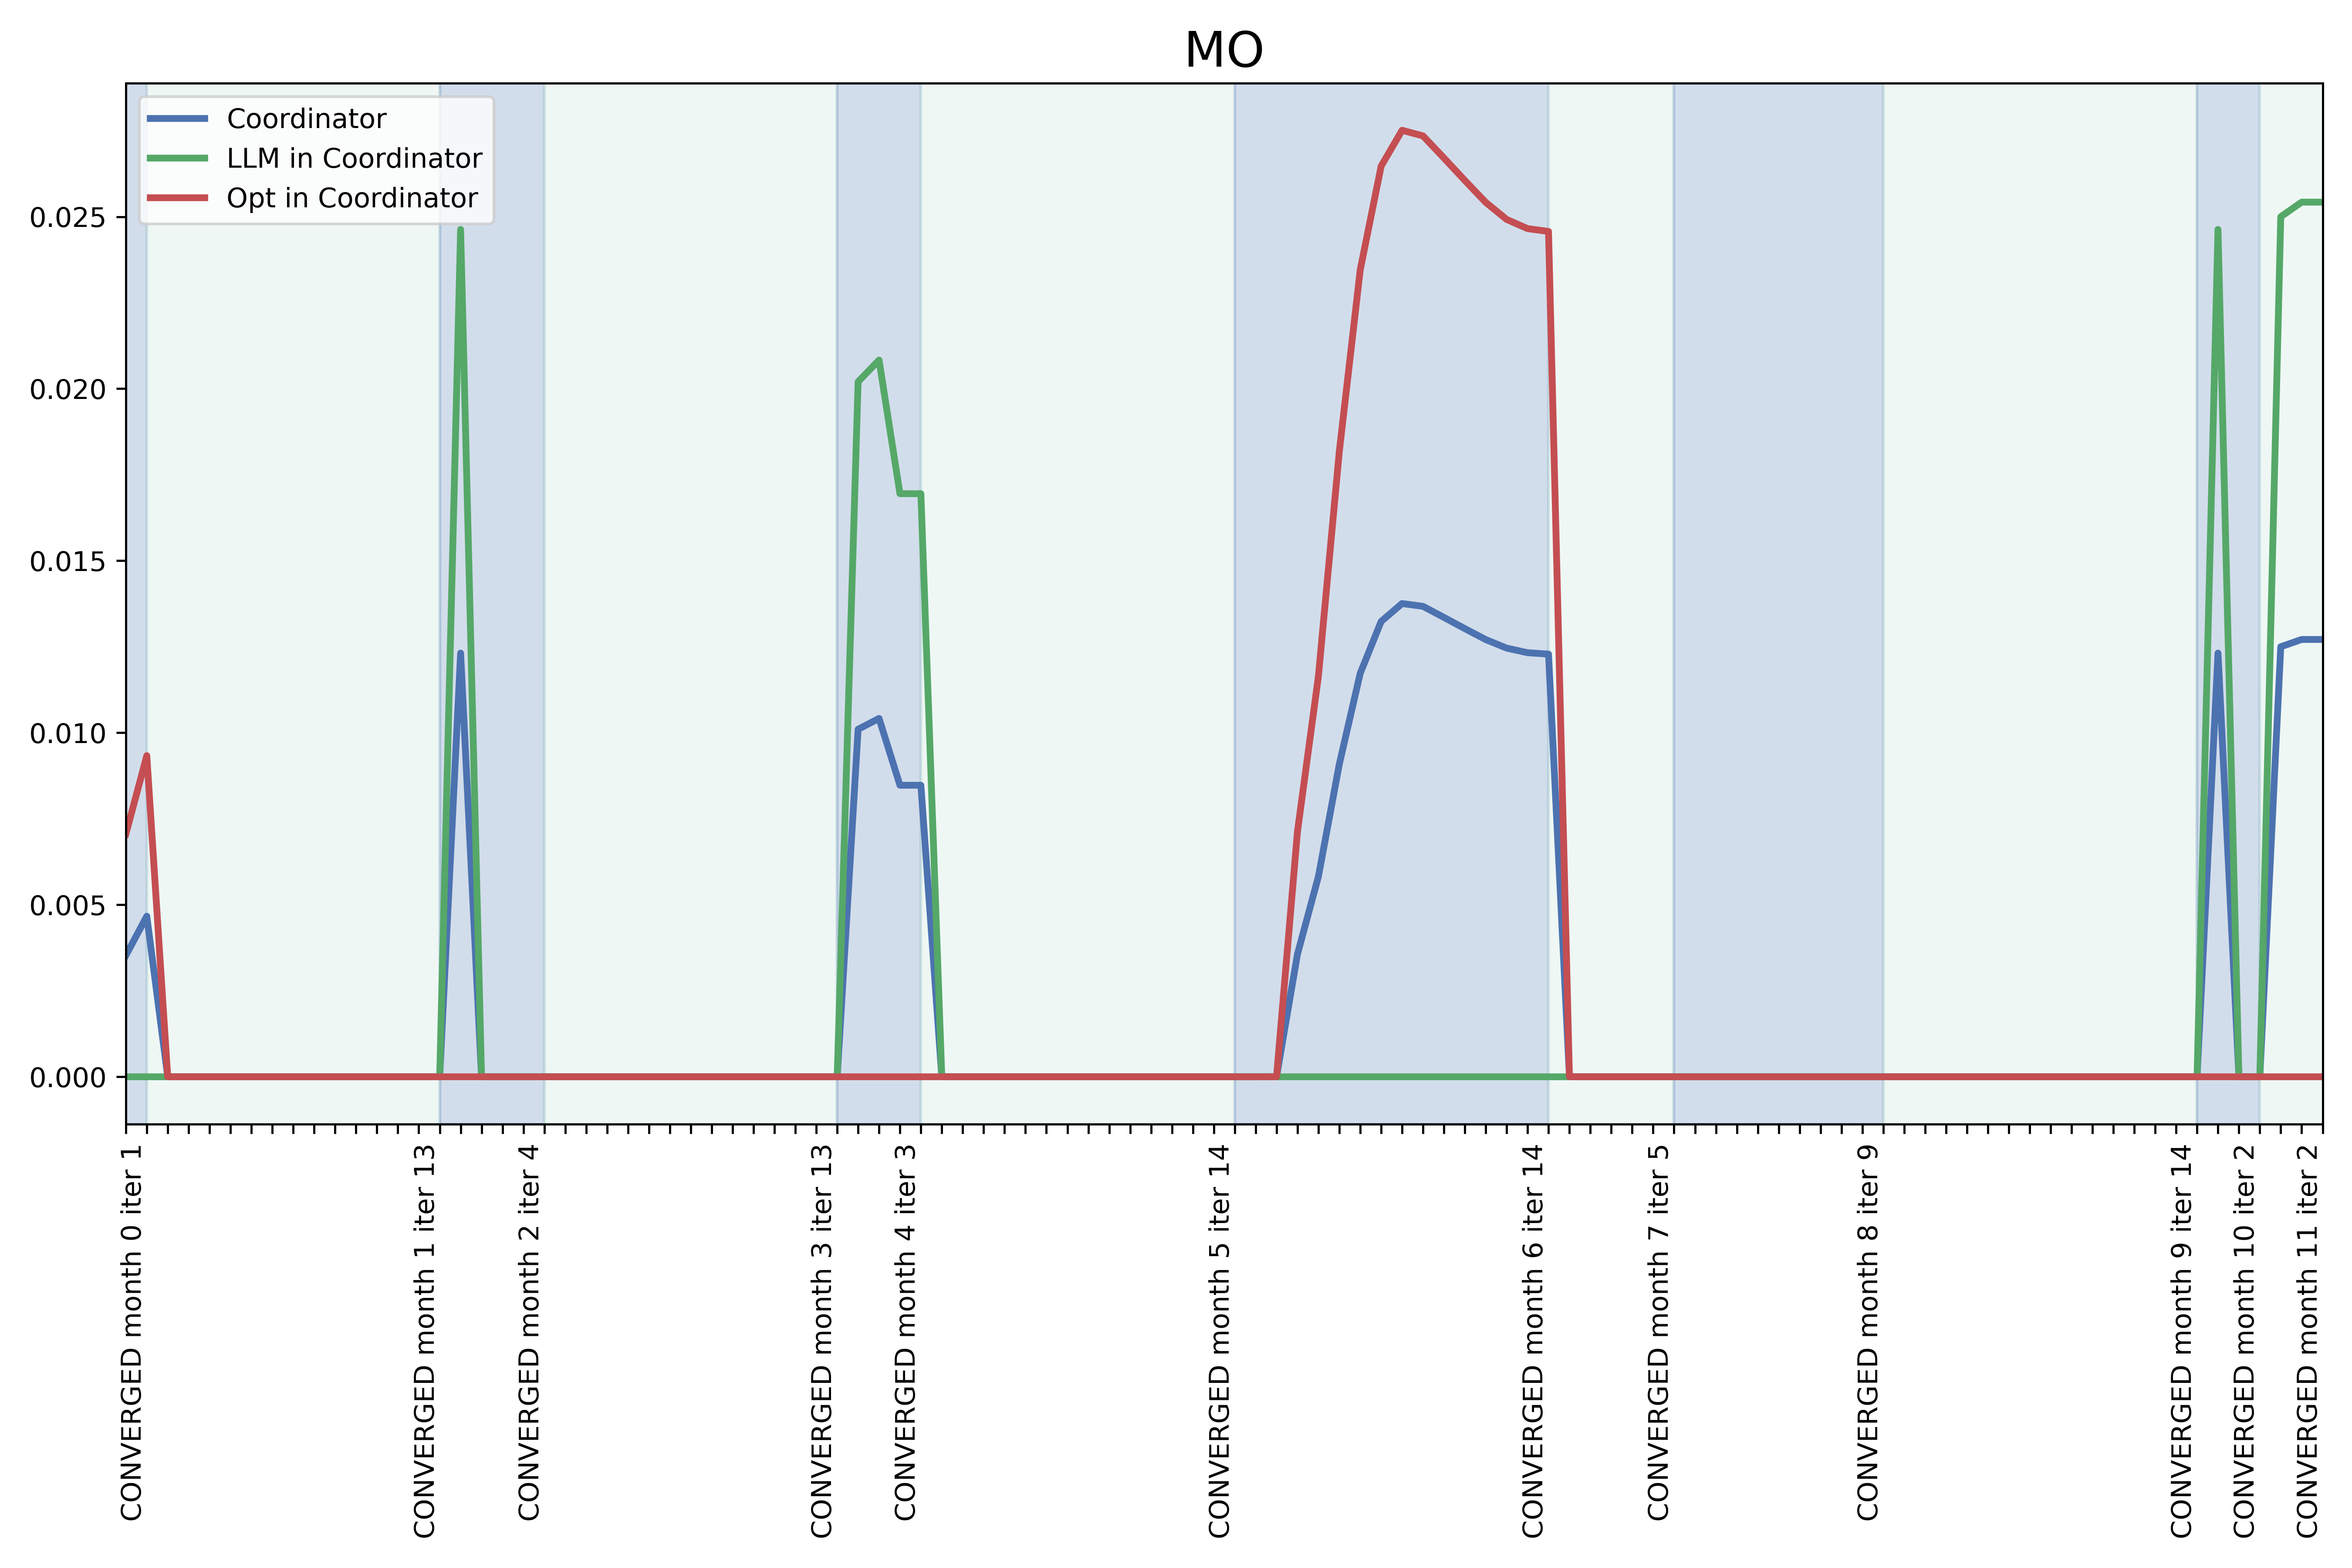 MO
Coordinator
LLM in Coordinator
Opt in Coordinator
0.025
0.020
0.015
0.010
0.005
0.000
CONVERGED month 0 iter 1
CONVERGED month 1 iter 13
CONVERGED month 2 iter 4
CONVERGED month 3 iter 13
CONVERGED month 4 iter 3
CONVERGED month 5 iter 14
CONVERGED month 6 iter 14
CONVERGED month 7 iter 5
CONVERGED month 8 iter 9
CONVERGED month 9 iter 14
CONVERGED month 10 iter 2
CONVERGED month 11 iter 2